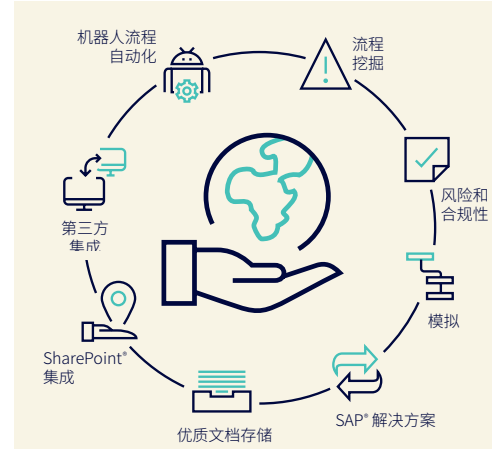 机器人流程
自动化
流程
挖掘
风险和
合规性
模拟
SAP® 解决方案
优质文档存储
SharePoint®
集成
第三方
集成